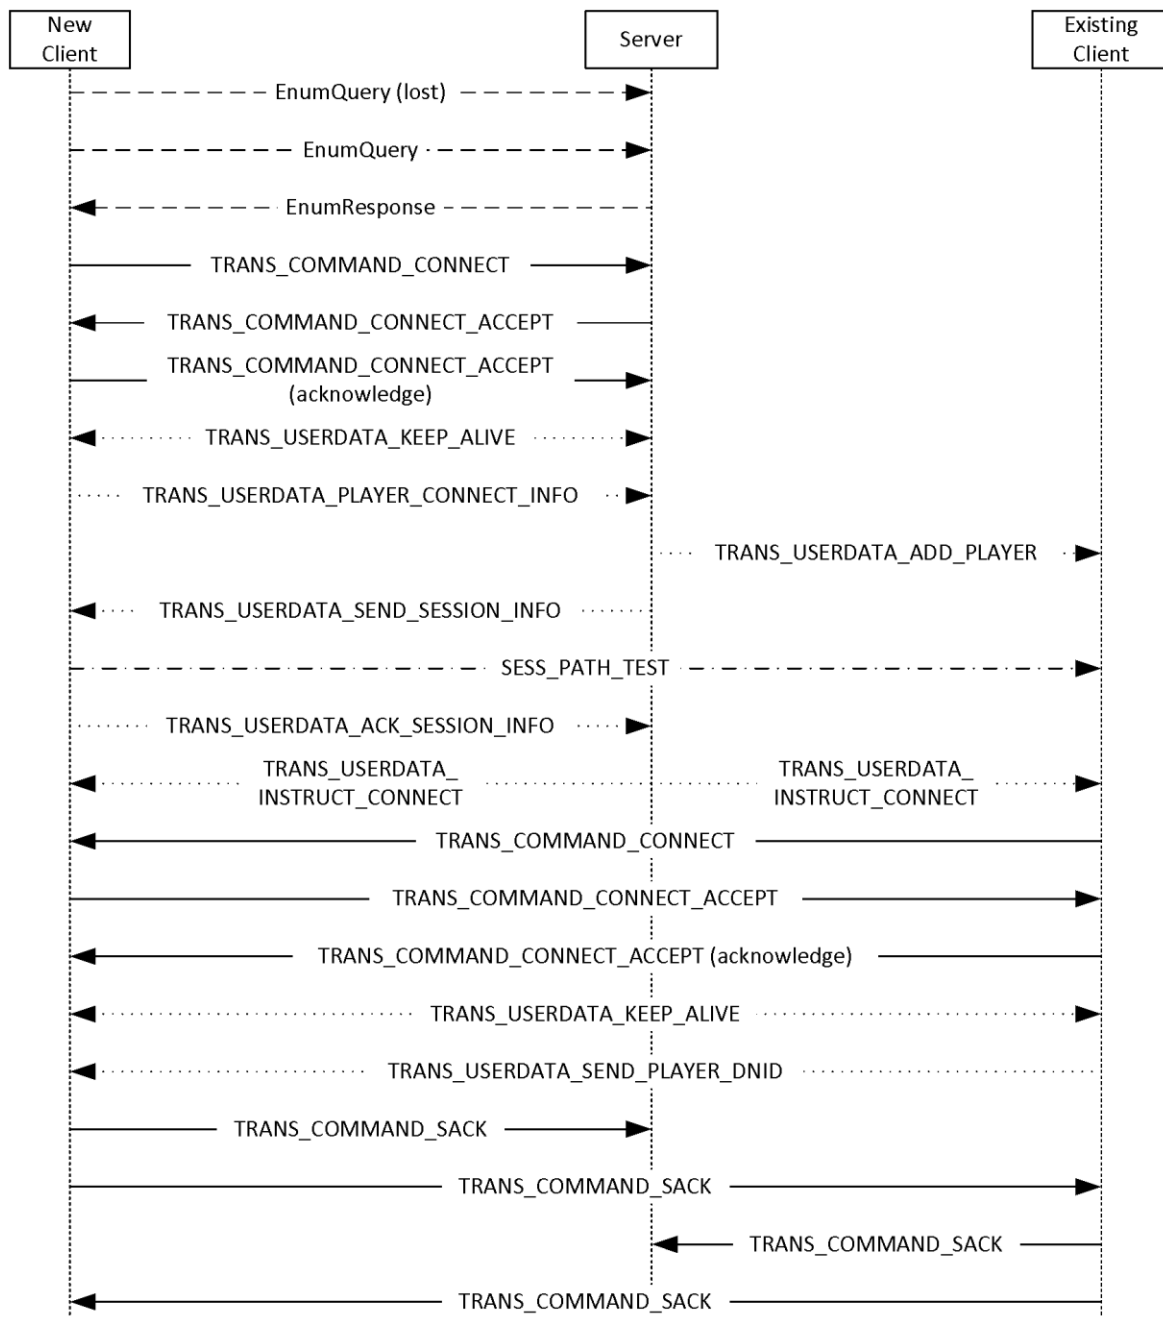 New
Client
Server
Existing
Client
EnumQuery (lost)
EnumQuery
EnumResponse
TRANS_COMMAND_CONNECT
TRANS_COMMAND_CONNECT_ACCEPT
TRANS_COMMAND_CONNECT_ACCEPT
(acknowledge)
TRANS_USERDATA_KEEP_ALIVE
TRANS_USERDATA_PLAYER_CONNECT_INFO
TRANS_USERDATA_ADD_PLAYER
TRANS_USERDATA_SEND_SESSION_INFO
SESS_PATH_TEST
TRANS_USERDATA_ACK_SESSION_INFO
TRANS_USERDATA_
INSTRUCT_CONNECT
TRANS_USERDATA_
INSTRUCT_CONNECT
TRANS_COMMAND_CONNECT
TRANS_COMMAND_CONNECT_ACCEPT
TRANS_COMMAND_CONNECT_ACCEPT (acknowledge)
TRANS_USERDATA_KEEP_ALIVE
TRANS_USERDATA_SEND_PLAYER_DNID
TRANS_COMMAND_SACK
TRANS_COMMAND_SACK
TRANS_COMMAND_SACK
TRANS_COMMAND_SACK